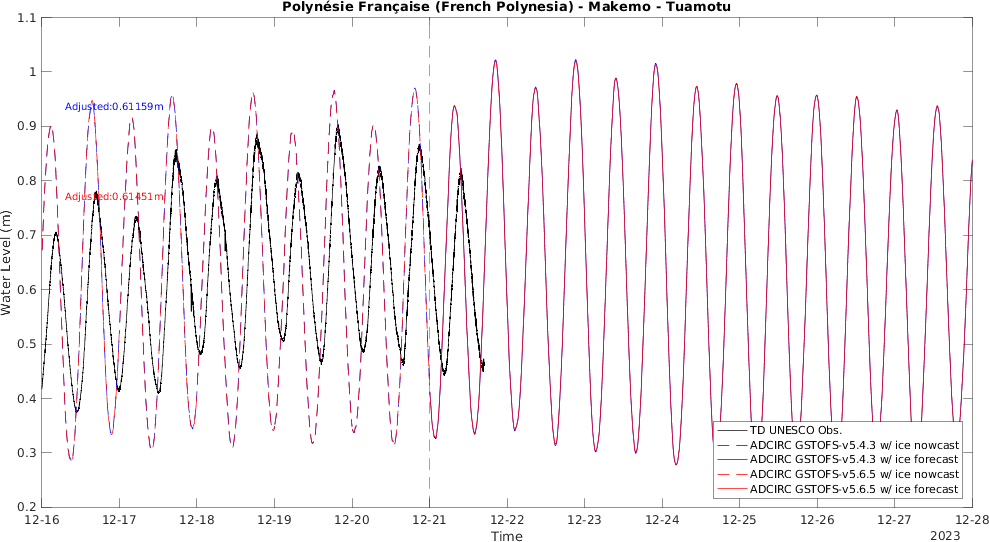 Polynésie Française (French Polynesia) - Makemo - Tuamotu
1.1
1
0.9
0.8
0.7
0.6
0.5
0.4
0.3
0.2
Water Level (m)
Adjusted:0.61159m
Adjusted:0.61451m
TD UNESCO Obs.
ADCIRC GSTOFS-v5.4.3 w/ ice nowcast
ADCIRC GSTOFS-v5.4.3 w/ ice forecast
ADCIRC GSTOFS-v5.6.5 w/ ice nowcast
ADCIRC GSTOFS-v5.6.5 w/ ice forecast
12-16 12-17 12-18 12-19 12-20 12-21 12-22 12-23 12-24 12-25 12-26 12-27 12-28
Time
2023